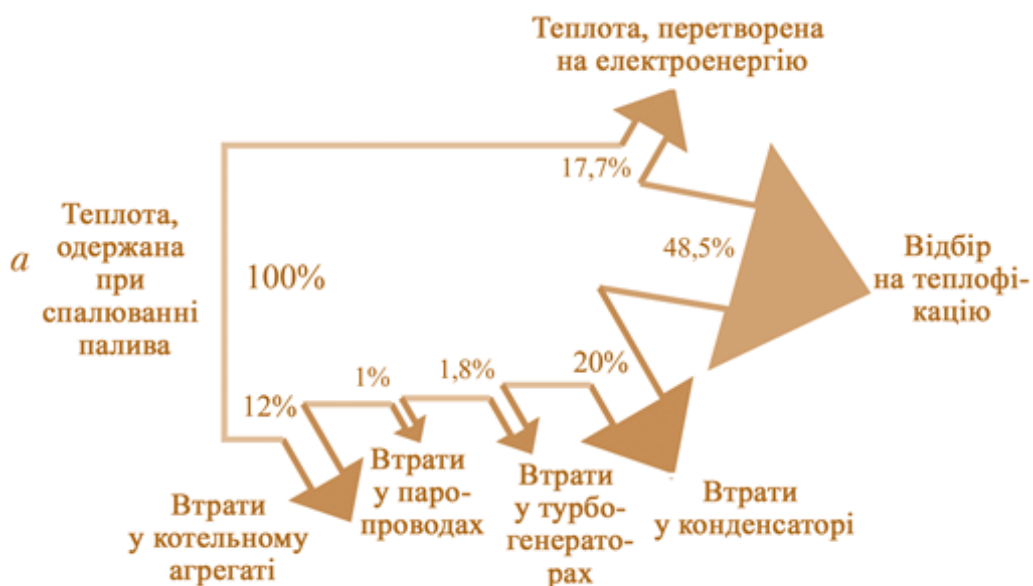 Теплота, перетворена
на електроенергію
17,7%
а
Теплота,
одержана
при
спалюванні
палива
100%
48,5%
Відбір
на теплофі-
кацію
12%
1%
1,8%
20%
Втрати
у котельному
агрегаті
Втрати
у паро-
проводах
Втрати
у турбо-
генерато-
рах
Втрати
у конденсаторі